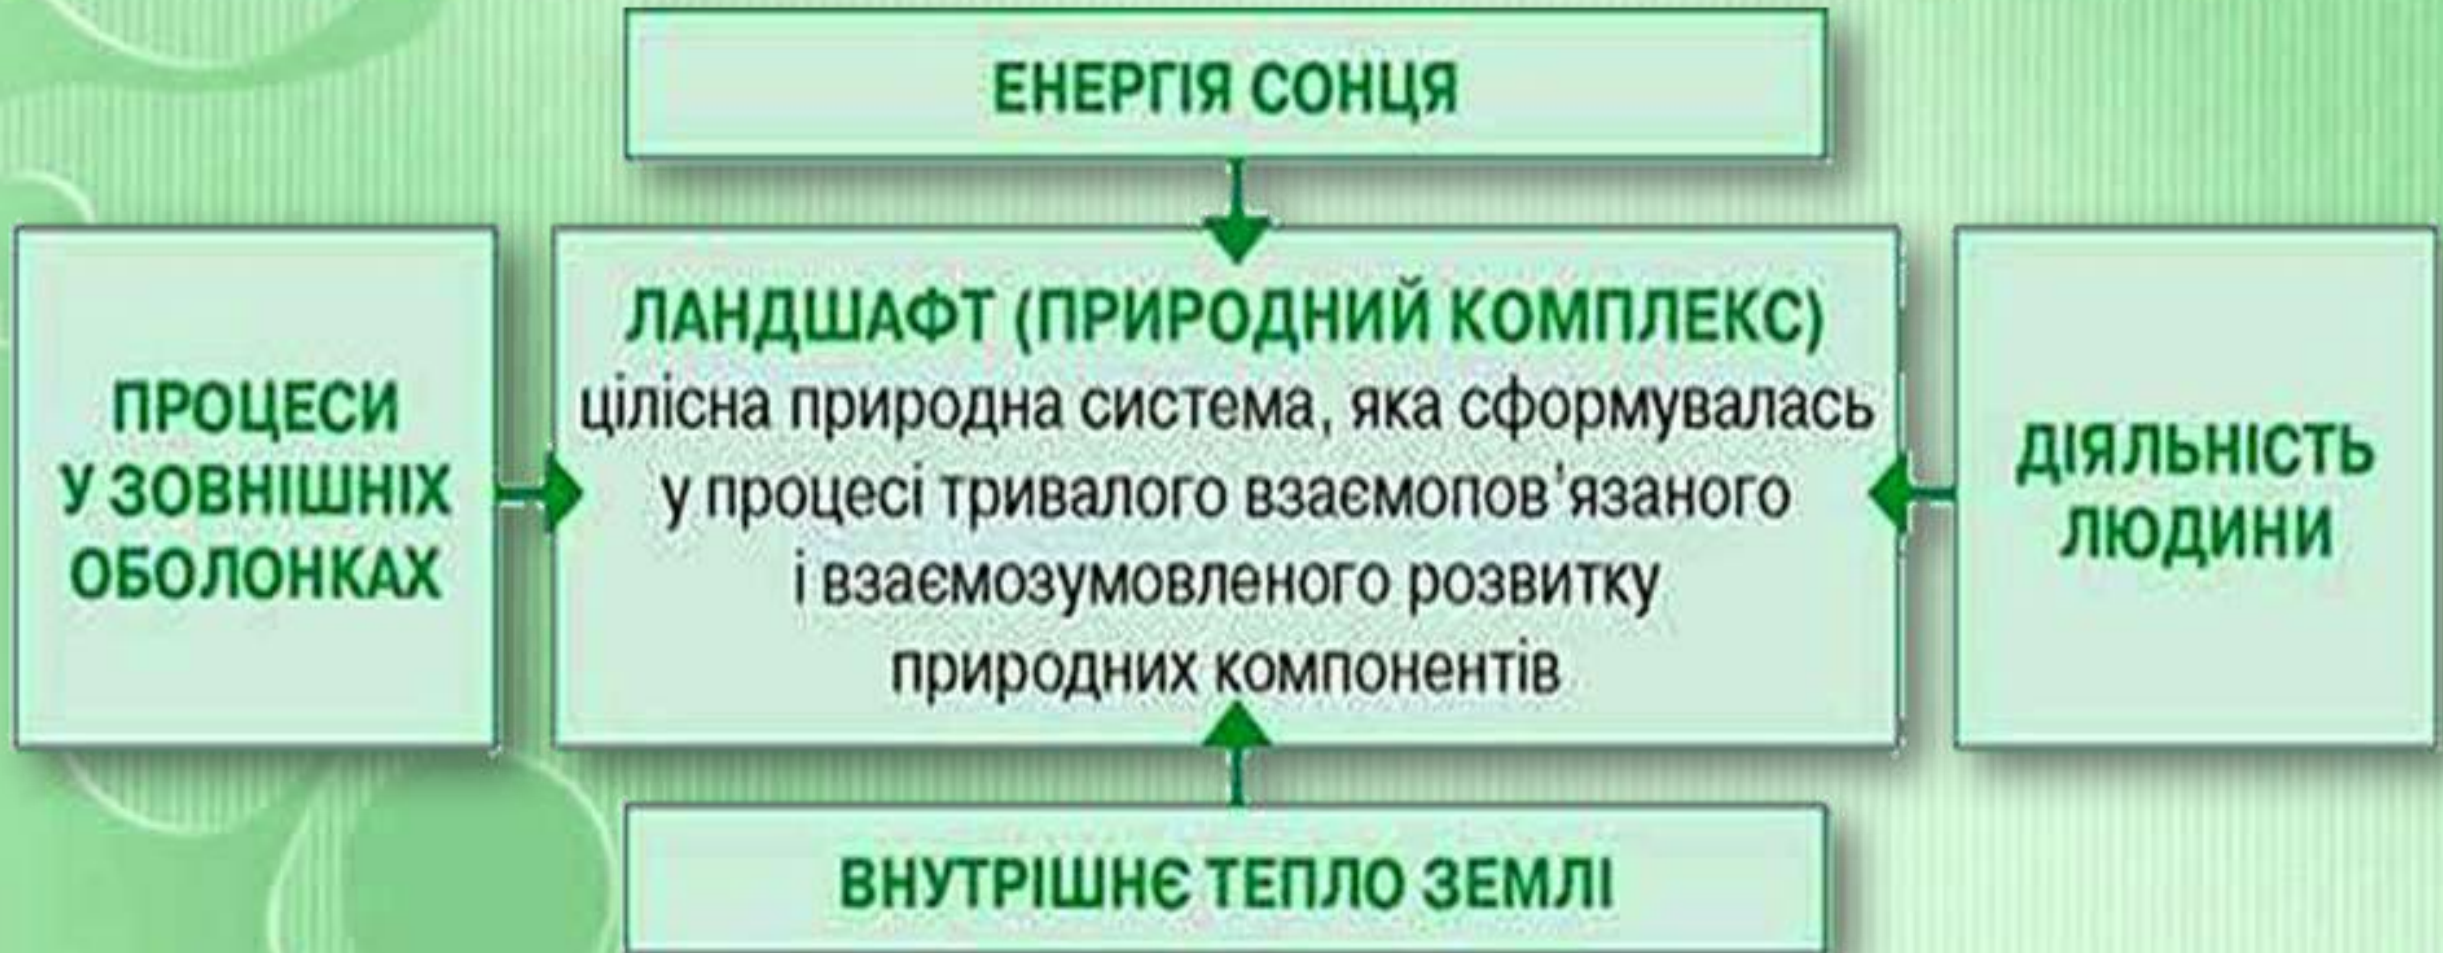 ЕНЕРГІЯ СОНЦЯ
ПРОЦЕСИ
У ЗОВНІШНІХ
ОБОЛОНКАХ
ЛАНДШАФТ (ПРИРОДНИЙ КОМПЛЕКС)
цілісна природна система, яка сформувалась
у процесі тривалого взаємопов'язаного
і взаємозумовленого розвитку
природних компонентів
ДІЯЛЬНІСТЬ
ЛЮДИНИ
ВНУТРІШНЄ ТЕПЛО ЗЕМЛІ